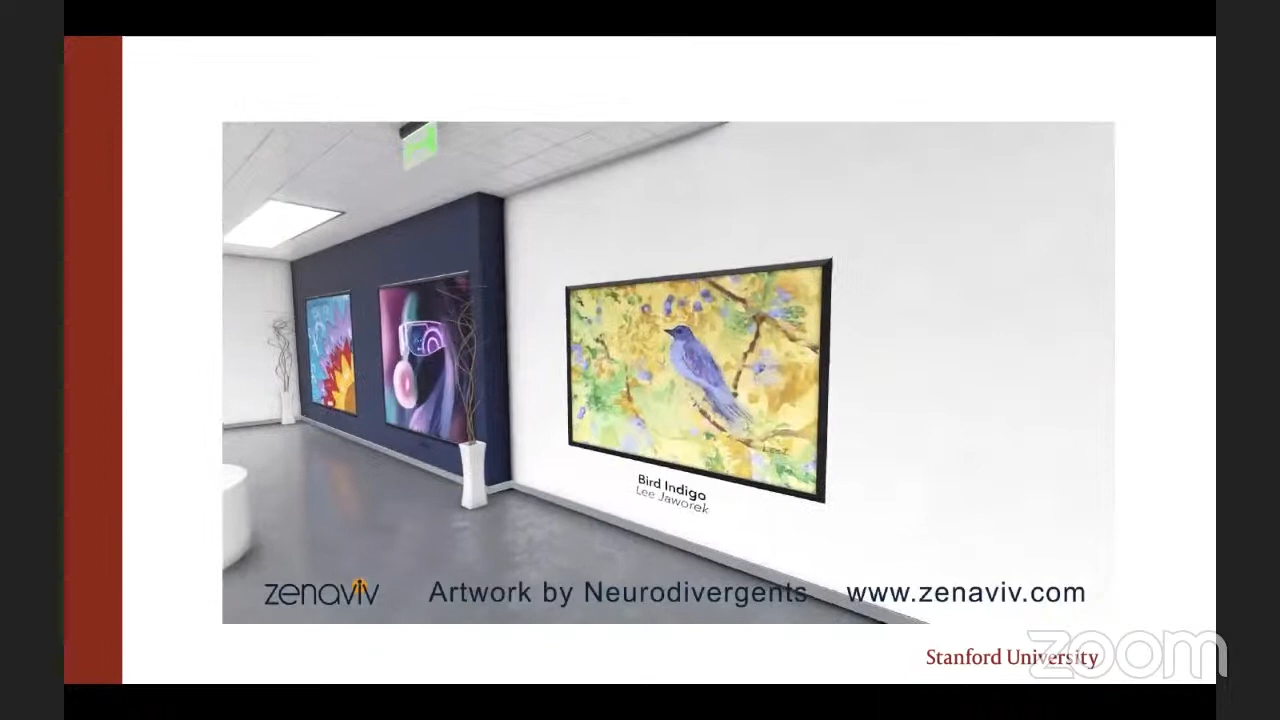 Bird Indigo
Lee Jaworek
zenaviv
Artwork by Neurodivergents
www.zenaviv.com
Stanford University
zoom